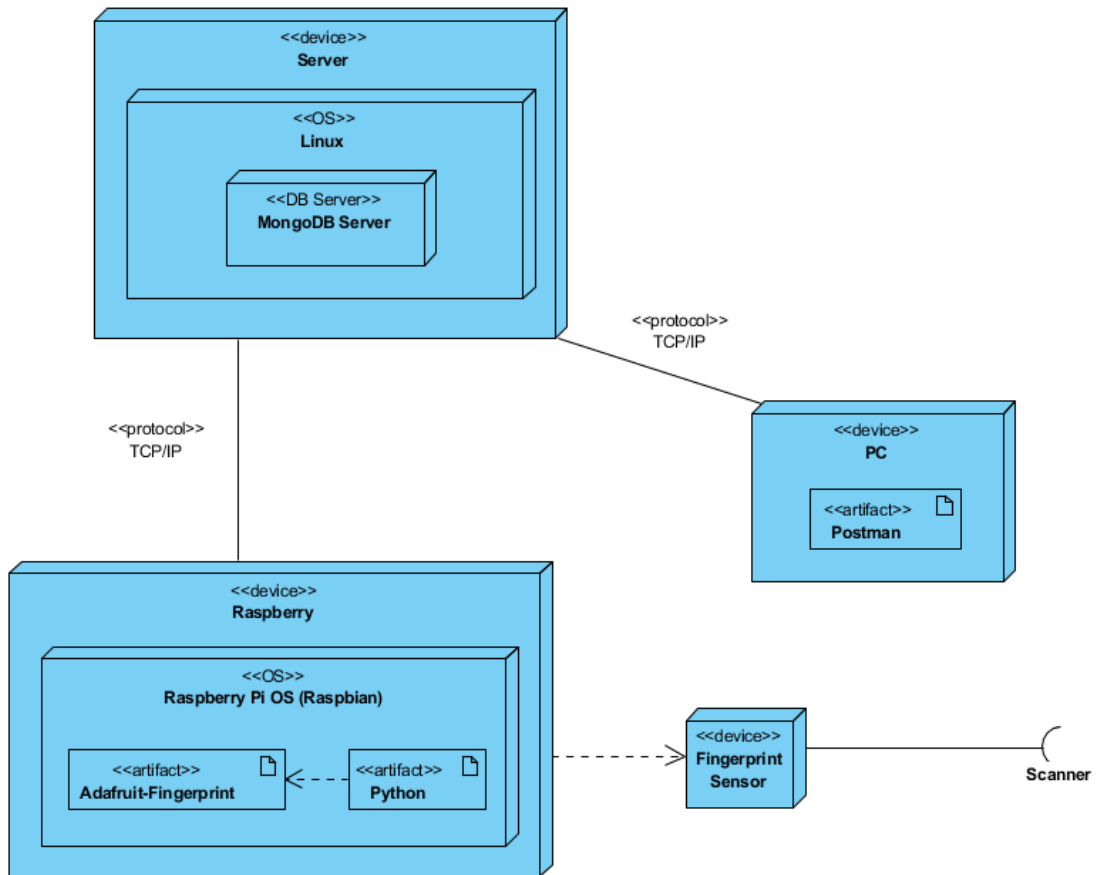 <<device>>
Server
<<OS>>
Linux
<<DB Server>>
MongoDB Server
<<protocol>>
TCP/IP
<<protocol>>
TCP/IP
<<device>>
PC
<<artifact>>
Postman
<<device>>
Raspberry
<<OS>>
Raspberry Pi OS (Raspbian)
<<artifact>>
Adafruit-Fingerprint
<<artifact>>
Python
<<device>>
Fingerprint
Sensor
Scanner